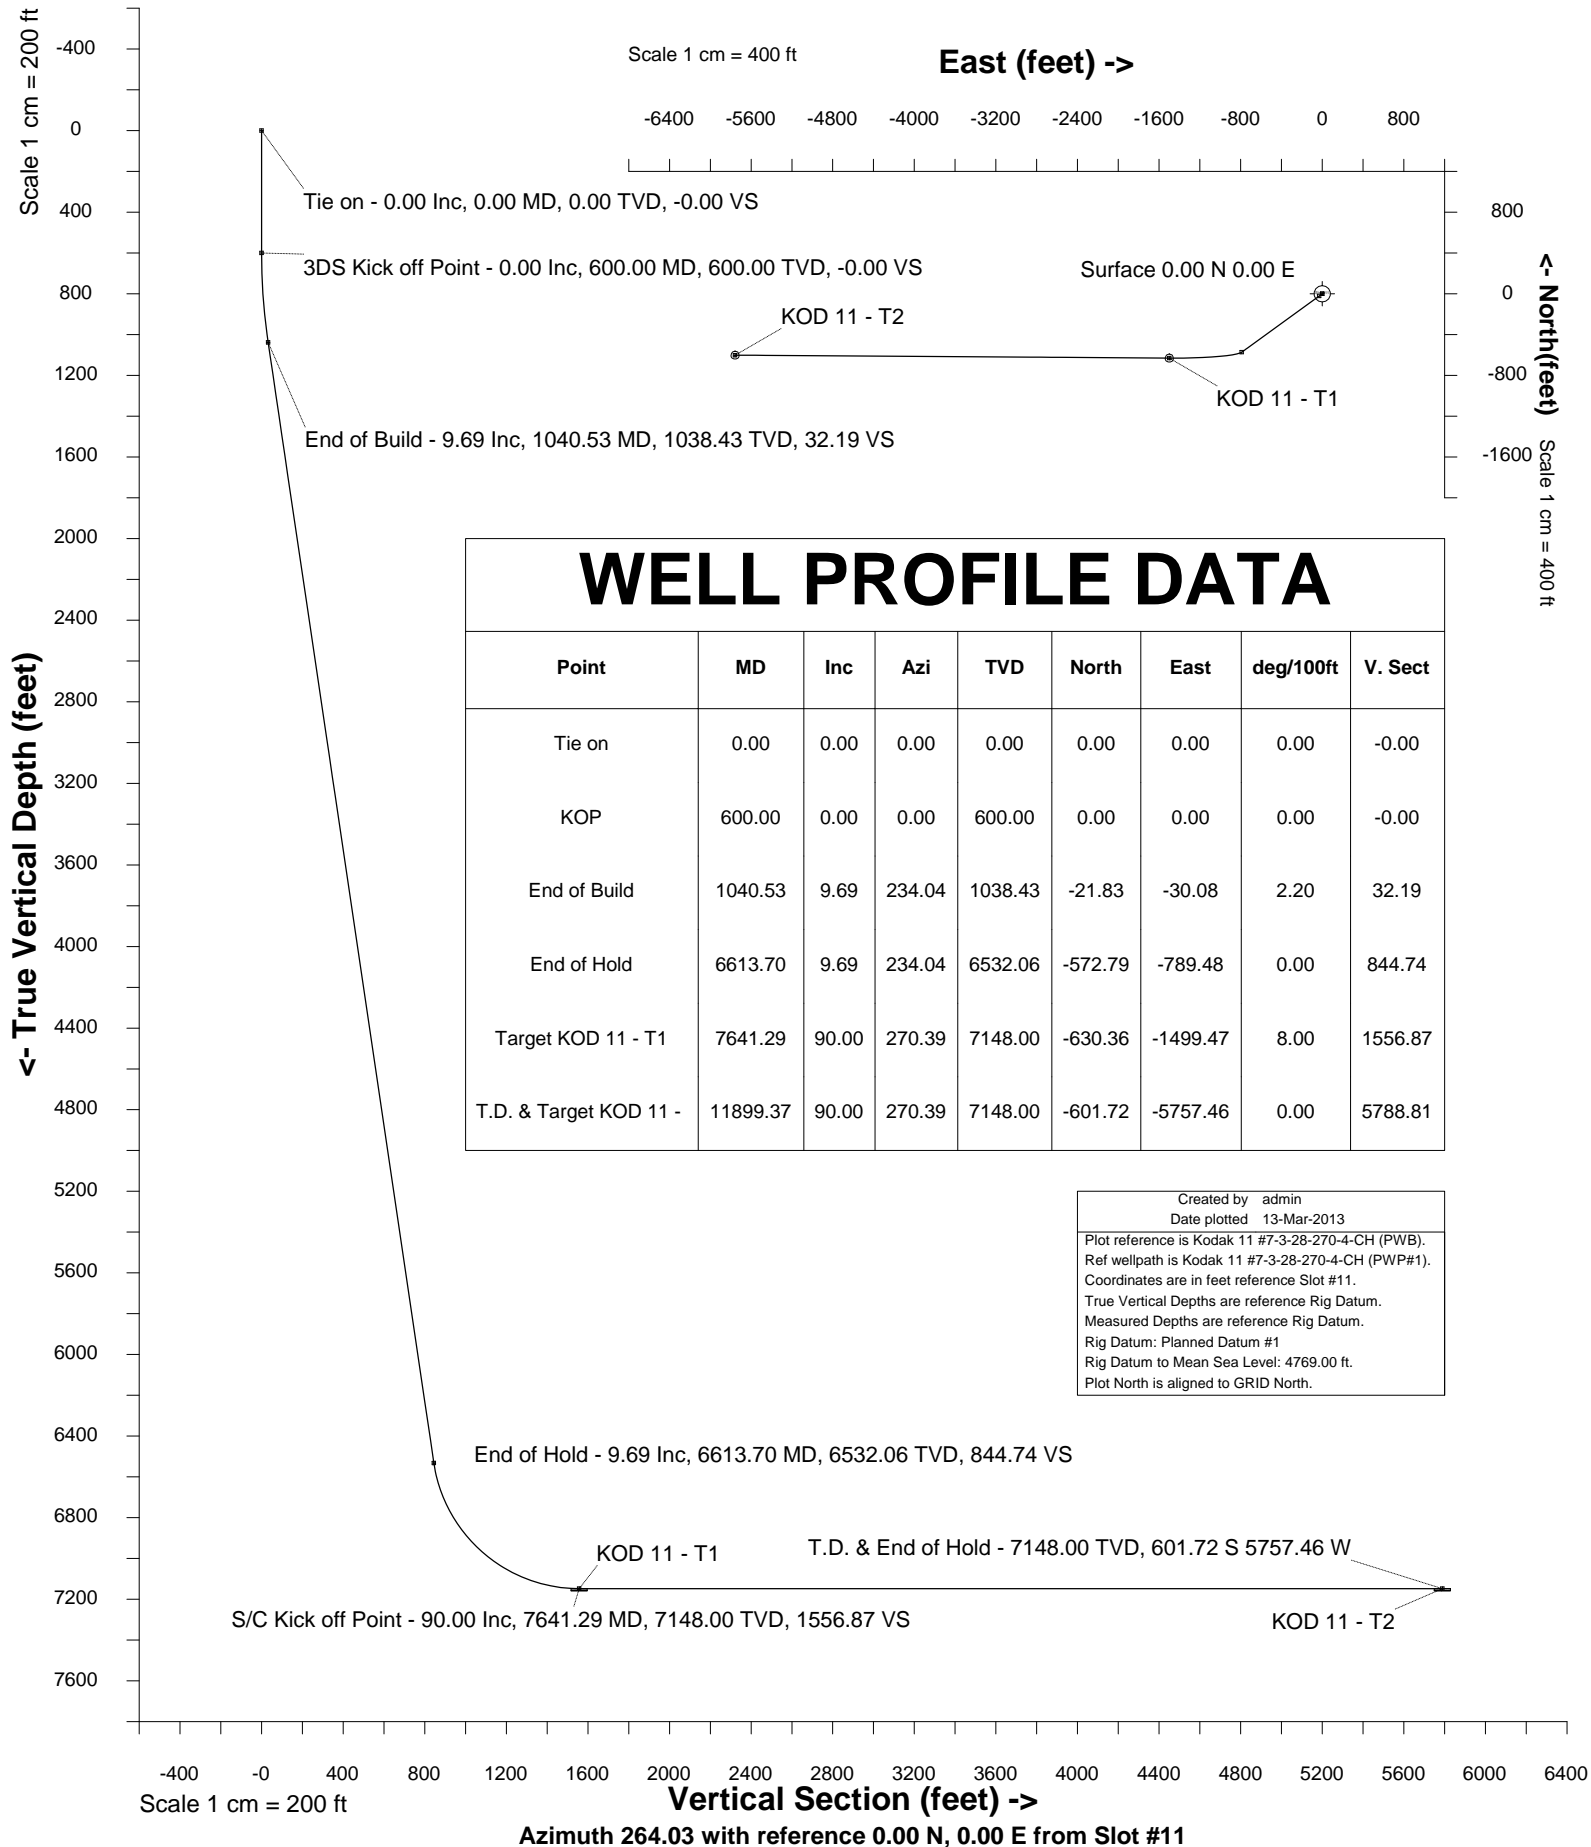 Scale 1 cm = 200 ft
Scale 1 cm = 400 ft
East (feet) ->
-6400 -5600 -4800 -4000 -3200 -2400 -1600 -800 0 800
-400
0
400
800
1200
1600
2000
2400
2800
3200
3600
4000
4400
4800
5200
5600
6000
6400
6800
7200
7600
<- True Vertical Depth (feet)
Tie on - 0.00 Inc, 0.00 MD, 0.00 TVD, -0.00 VS
3DS Kick off Point - 0.00 Inc, 600.00 MD, 600.00 TVD, -0.00 VS
End of Build - 9.69 Inc, 1040.53 MD, 1038.43 TVD, 32.19 VS
Surface 0.00 N 0.00 E
KOD 11 - T2
KOD 11 - T1
800
0
-800
-1600
<- North(feet)
Scale 1 cm = 400 ft
WELL PROFILE DATA
Point MD Inc Azi TVD North East deg/100ft V. Sect
Tie on 0.00 0.00 0.00 0.00 0.00 0.00 0.00 -0.00
KOP 600.00 0.00 0.00 600.00 0.00 0.00 0.00 -0.00
End of Build 1040.53 9.69 234.04 1038.43 -21.83 -30.08 2.20 32.19
End of Hold 6613.70 9.69 234.04 6532.06 -572.79 -789.48 0.00 844.74
Target KOD 11 - T1 7641.29 90.00 270.39 7148.00 -630.36 -1499.47 8.00 1556.87
T.D. & Target KOD 11 - 11899.37 90.00 270.39 7148.00 -601.72 -5757.46 0.00 5788.81
Created by admin
Date plotted 13-Mar-2013
Plot reference is Kodak 11 #7-3-28-270-4-CH (PWB).
Ref wellpath is Kodak 11 #7-3-28-270-4-CH (PWP#1).
Coordinates are in feet reference Slot #11.
True Vertical Depths are reference Rig Datum.
Measured Depths are reference Rig Datum.
Rig Datum: Planned Datum #1
Rig Datum to Mean Sea Level: 4769.00 ft.
Plot North is aligned to GRID North.
End of Hold - 9.69 Inc, 6613.70 MD, 6532.06 TVD, 844.74 VS
KOD 11 - T1
T.D. & End of Hold - 7148.00 TVD, 601.72 S 5757.46 W
S/C Kick off Point - 90.00 Inc, 7641.29 MD, 7148.00 TVD, 1556.87 VS
KOD 11 - T2
-400 -0 400 800 1200 1600 2000 2400 2800 3200 3600 4000 4400 4800 5200 5600 6000 6400
Scale 1 cm = 200 ft
Vertical Section (feet) ->
Azimuth 264.03 with reference 0.00 N, 0.00 E from Slot #11